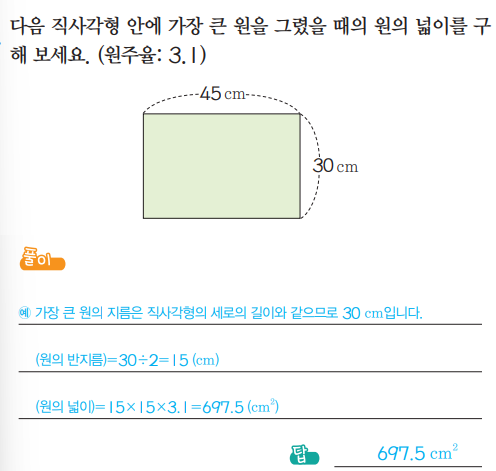 다음 직사각형 안에 가장 큰 원을 그렸을 때의 원의 넓이를 구
해 보세요. (원주율: 3.1)
45 cm
30 cm
풀이
예 가장 큰 원의 지름은 직사각형의 세로의 길이와 같으므로 30 cm입니다.
(원의 반지름)=30÷2=15 (cm)
(원의 넓이)=15×15×3.1=697.5 (cm²)
답 697.5 cm²